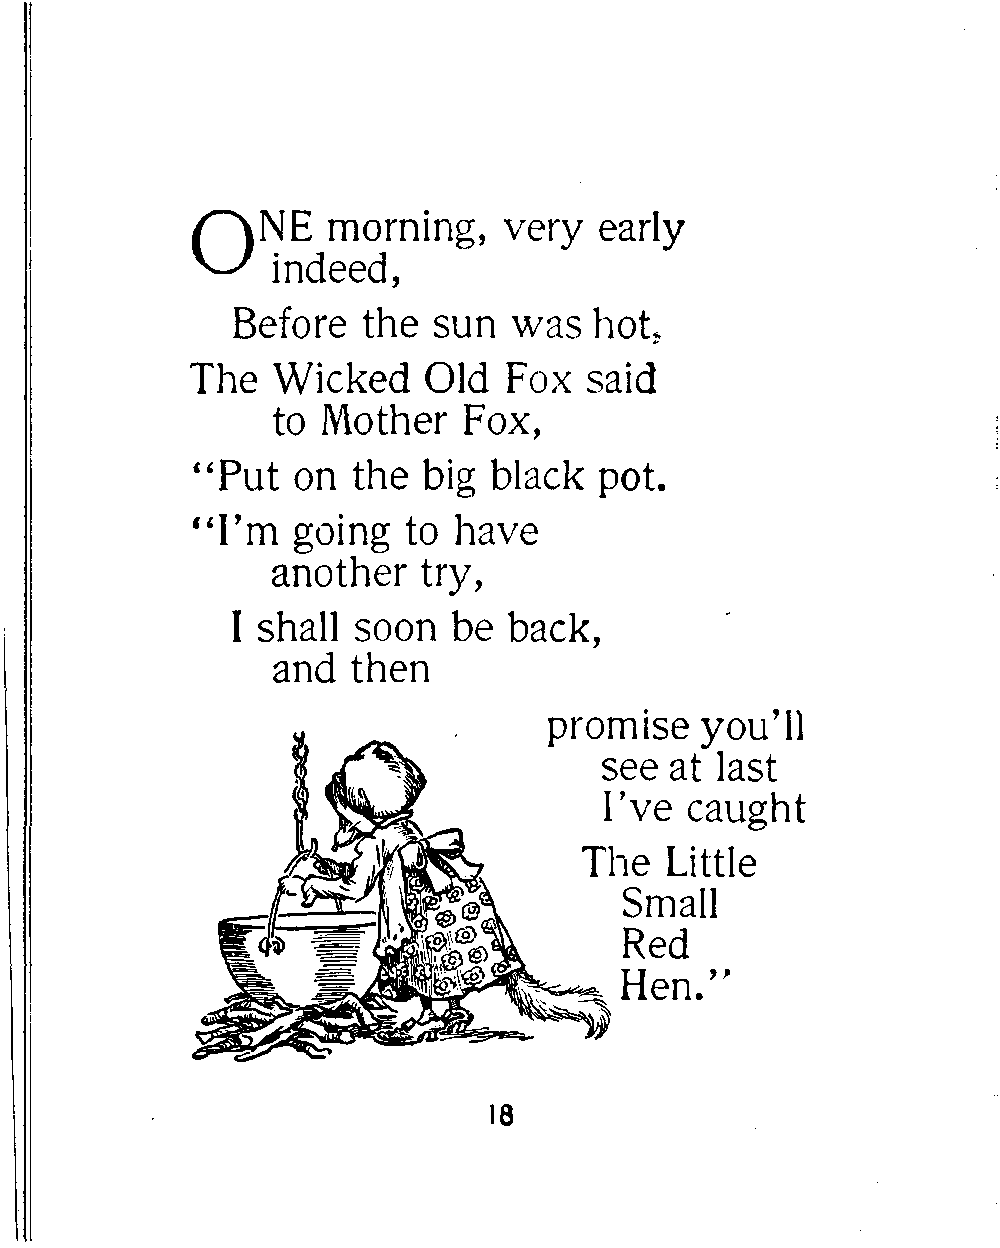 ONE morning, very early
indeed,
Before the sun was hot,
The Wicked Old Fox said
to Mother Fox,
“Put on the big black pot.
“I’m going to have
another try,
I shall soon be back,
and then
promise you’ll
see at last
I’ve caught
The Little
Small
Red
Hen.”
18